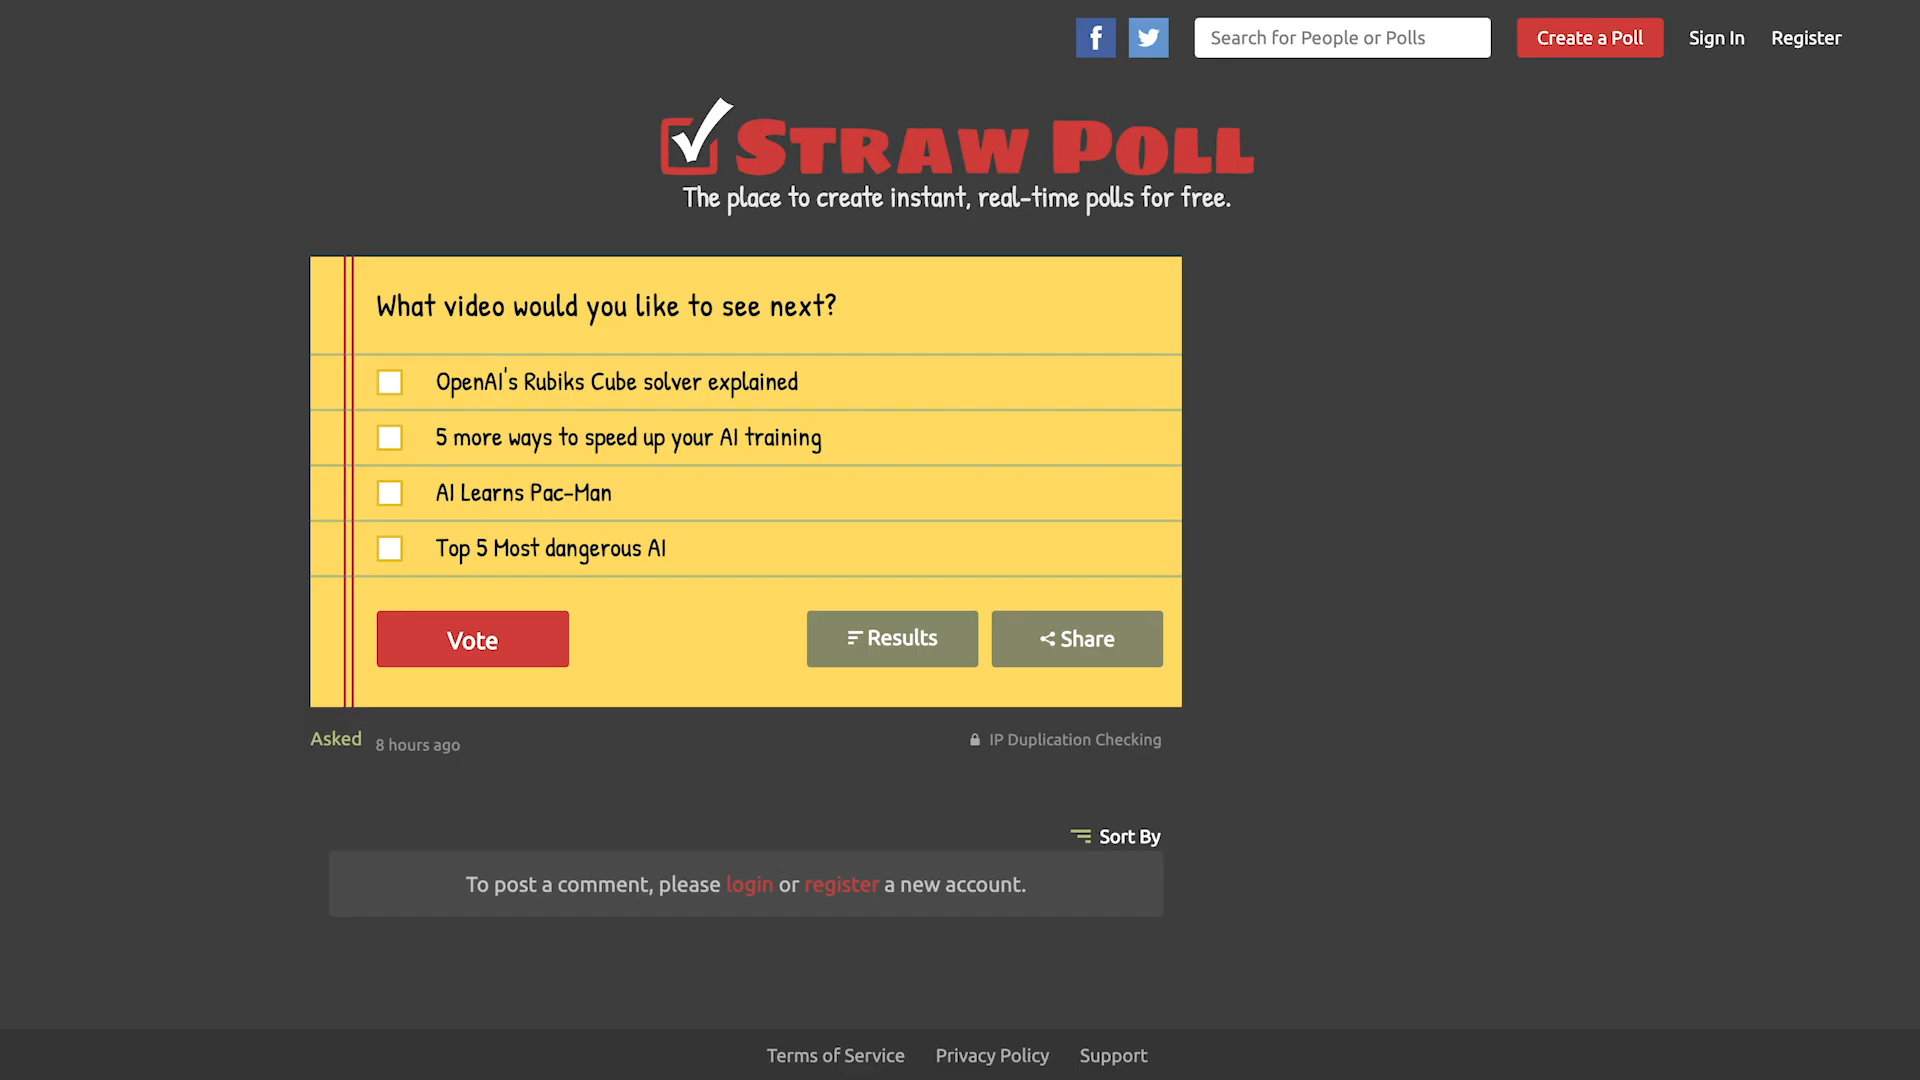 f
Search for People or Polls
Create a Poll
Sign In
Register
STRAW POLL
The place to create instant, real-time polls for free.
What video would you like to see next?
OpenAI's Rubiks Cube solver explained
5 more ways to speed up your AI training
AI Learns Pac-Man
Top 5 Most dangerous AI
Vote
Results
Share
Asked 8 hours ago
IP Duplication Checking
Sort By
To post a comment, please login or register a new account.
Terms of Service
Privacy Policy
Support